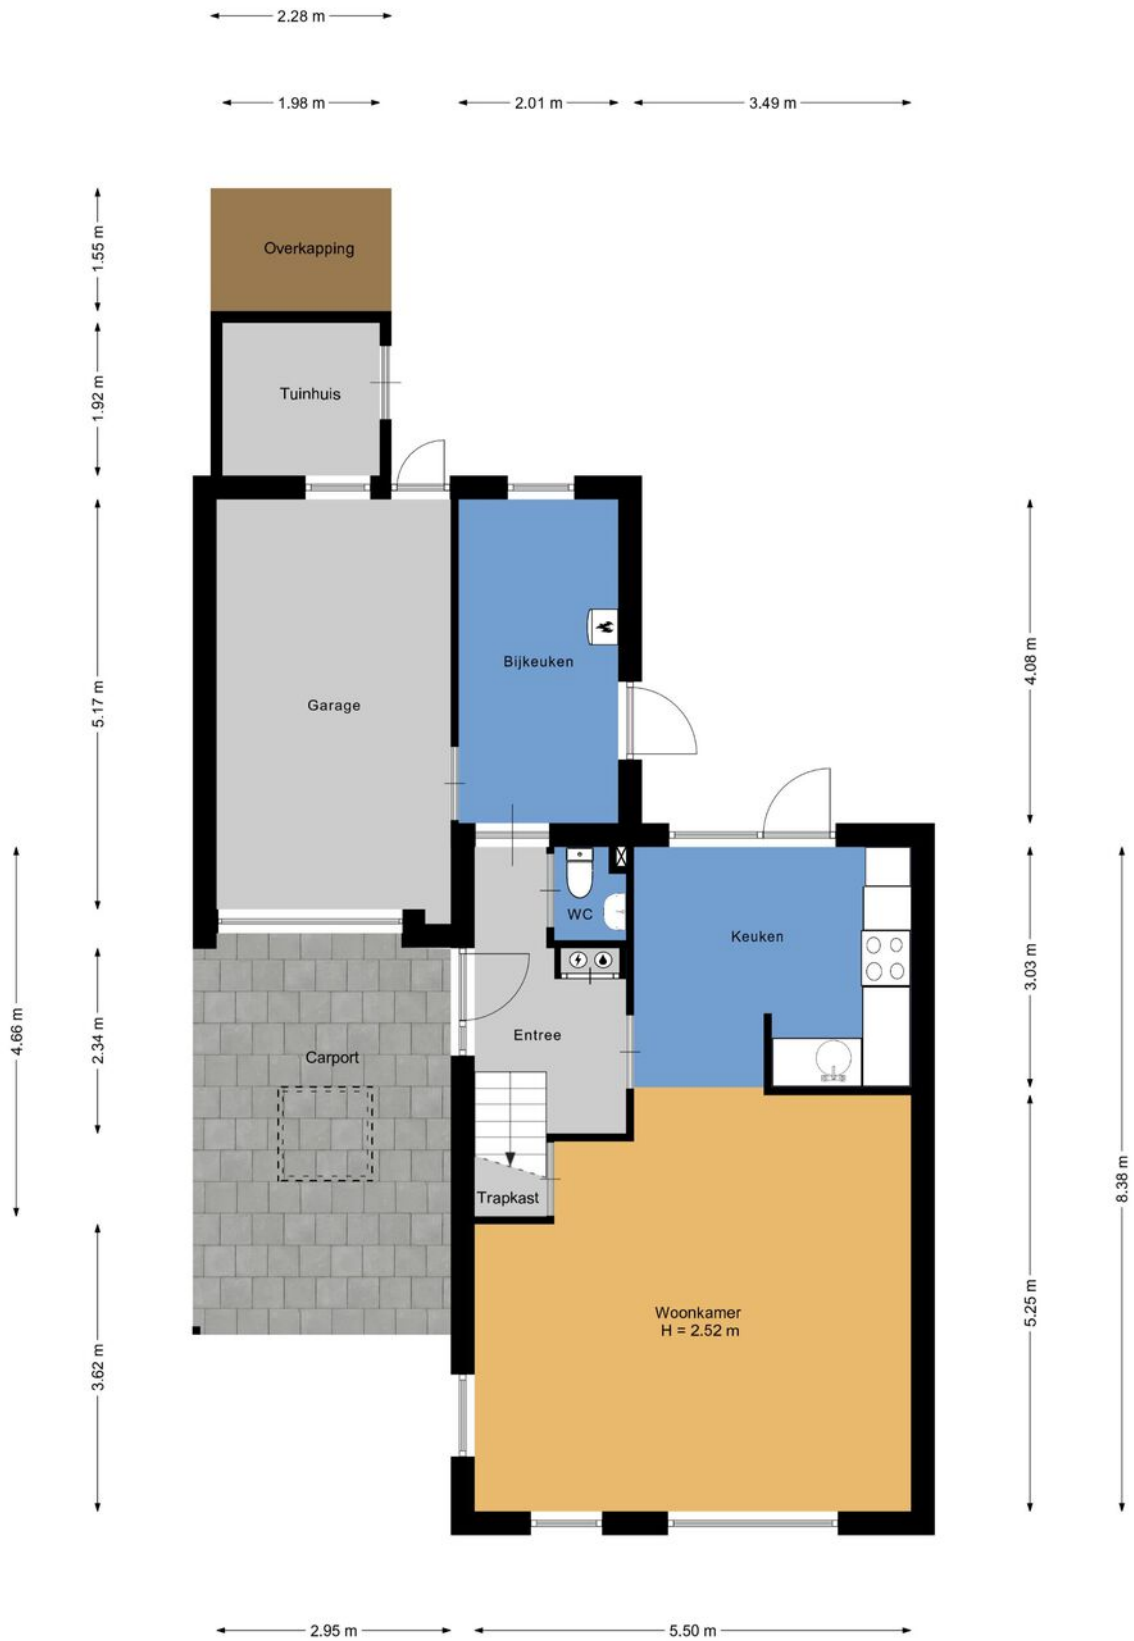 2.28 m
1.98 m
2.01 m
3.49 m
1.55 m
Overkapping
1.92 m
Tuinhuis
5.17 m
Garage
Bijkeuken
4.08 m
WC
Keuken
3.03 m
4.66 m
2.34 m
Carport
Entree
Trapkast
8.38 m
5.25 m
Woonkamer
H = 2.52 m
3.62 m
2.95 m
5.50 m